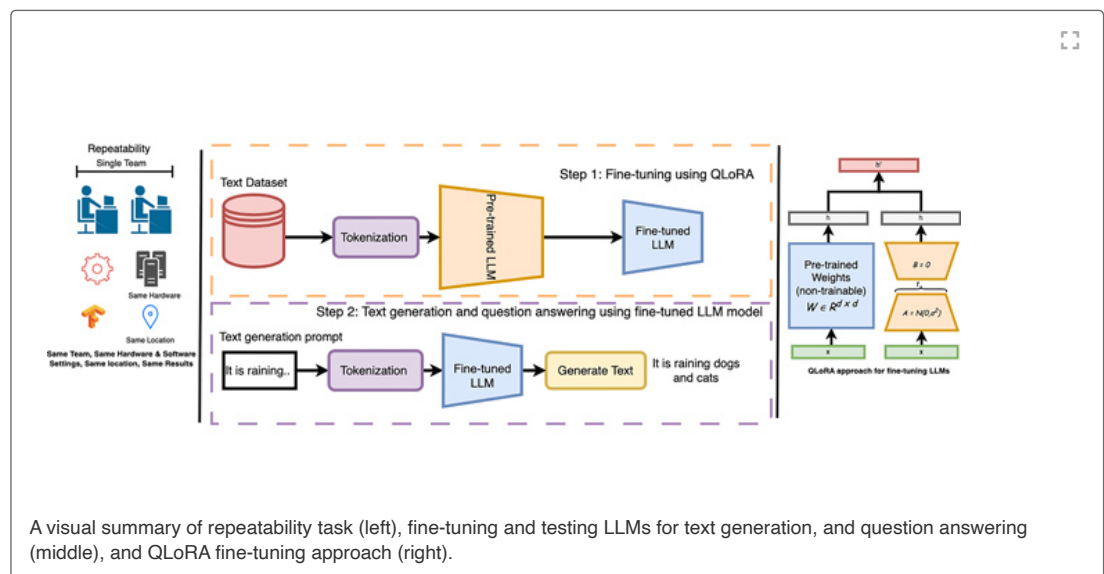 Repeatability
Single Team
Same Hardware
Same Location
Same Team, Same Hardware & Software
Settings, Same location, Same Results
Step 1: Fine-tuning using QLoRA
Text Dataset
Tokenization
Pre-trained LLM
Fine-tuned
LLM
Step 2: Text generation and question answering using fine-tuned LLM model
Text generation prompt
It is raining..
Tokenization
Fine-tuned
LLM
Generate Text
It is raining dogs
and cats
h'
h
h
Pre-trained
Weights
(non-trainable)
W ∈ R^d x d
B = 0
r
A = N(0,σ²)
x
x
QLoRA approach for fine-tuning LLMs
A visual summary of repeatability task (left), fine-tuning and testing LLMs for text generation, and question answering
(middle), and QLoRA fine-tuning approach (right).